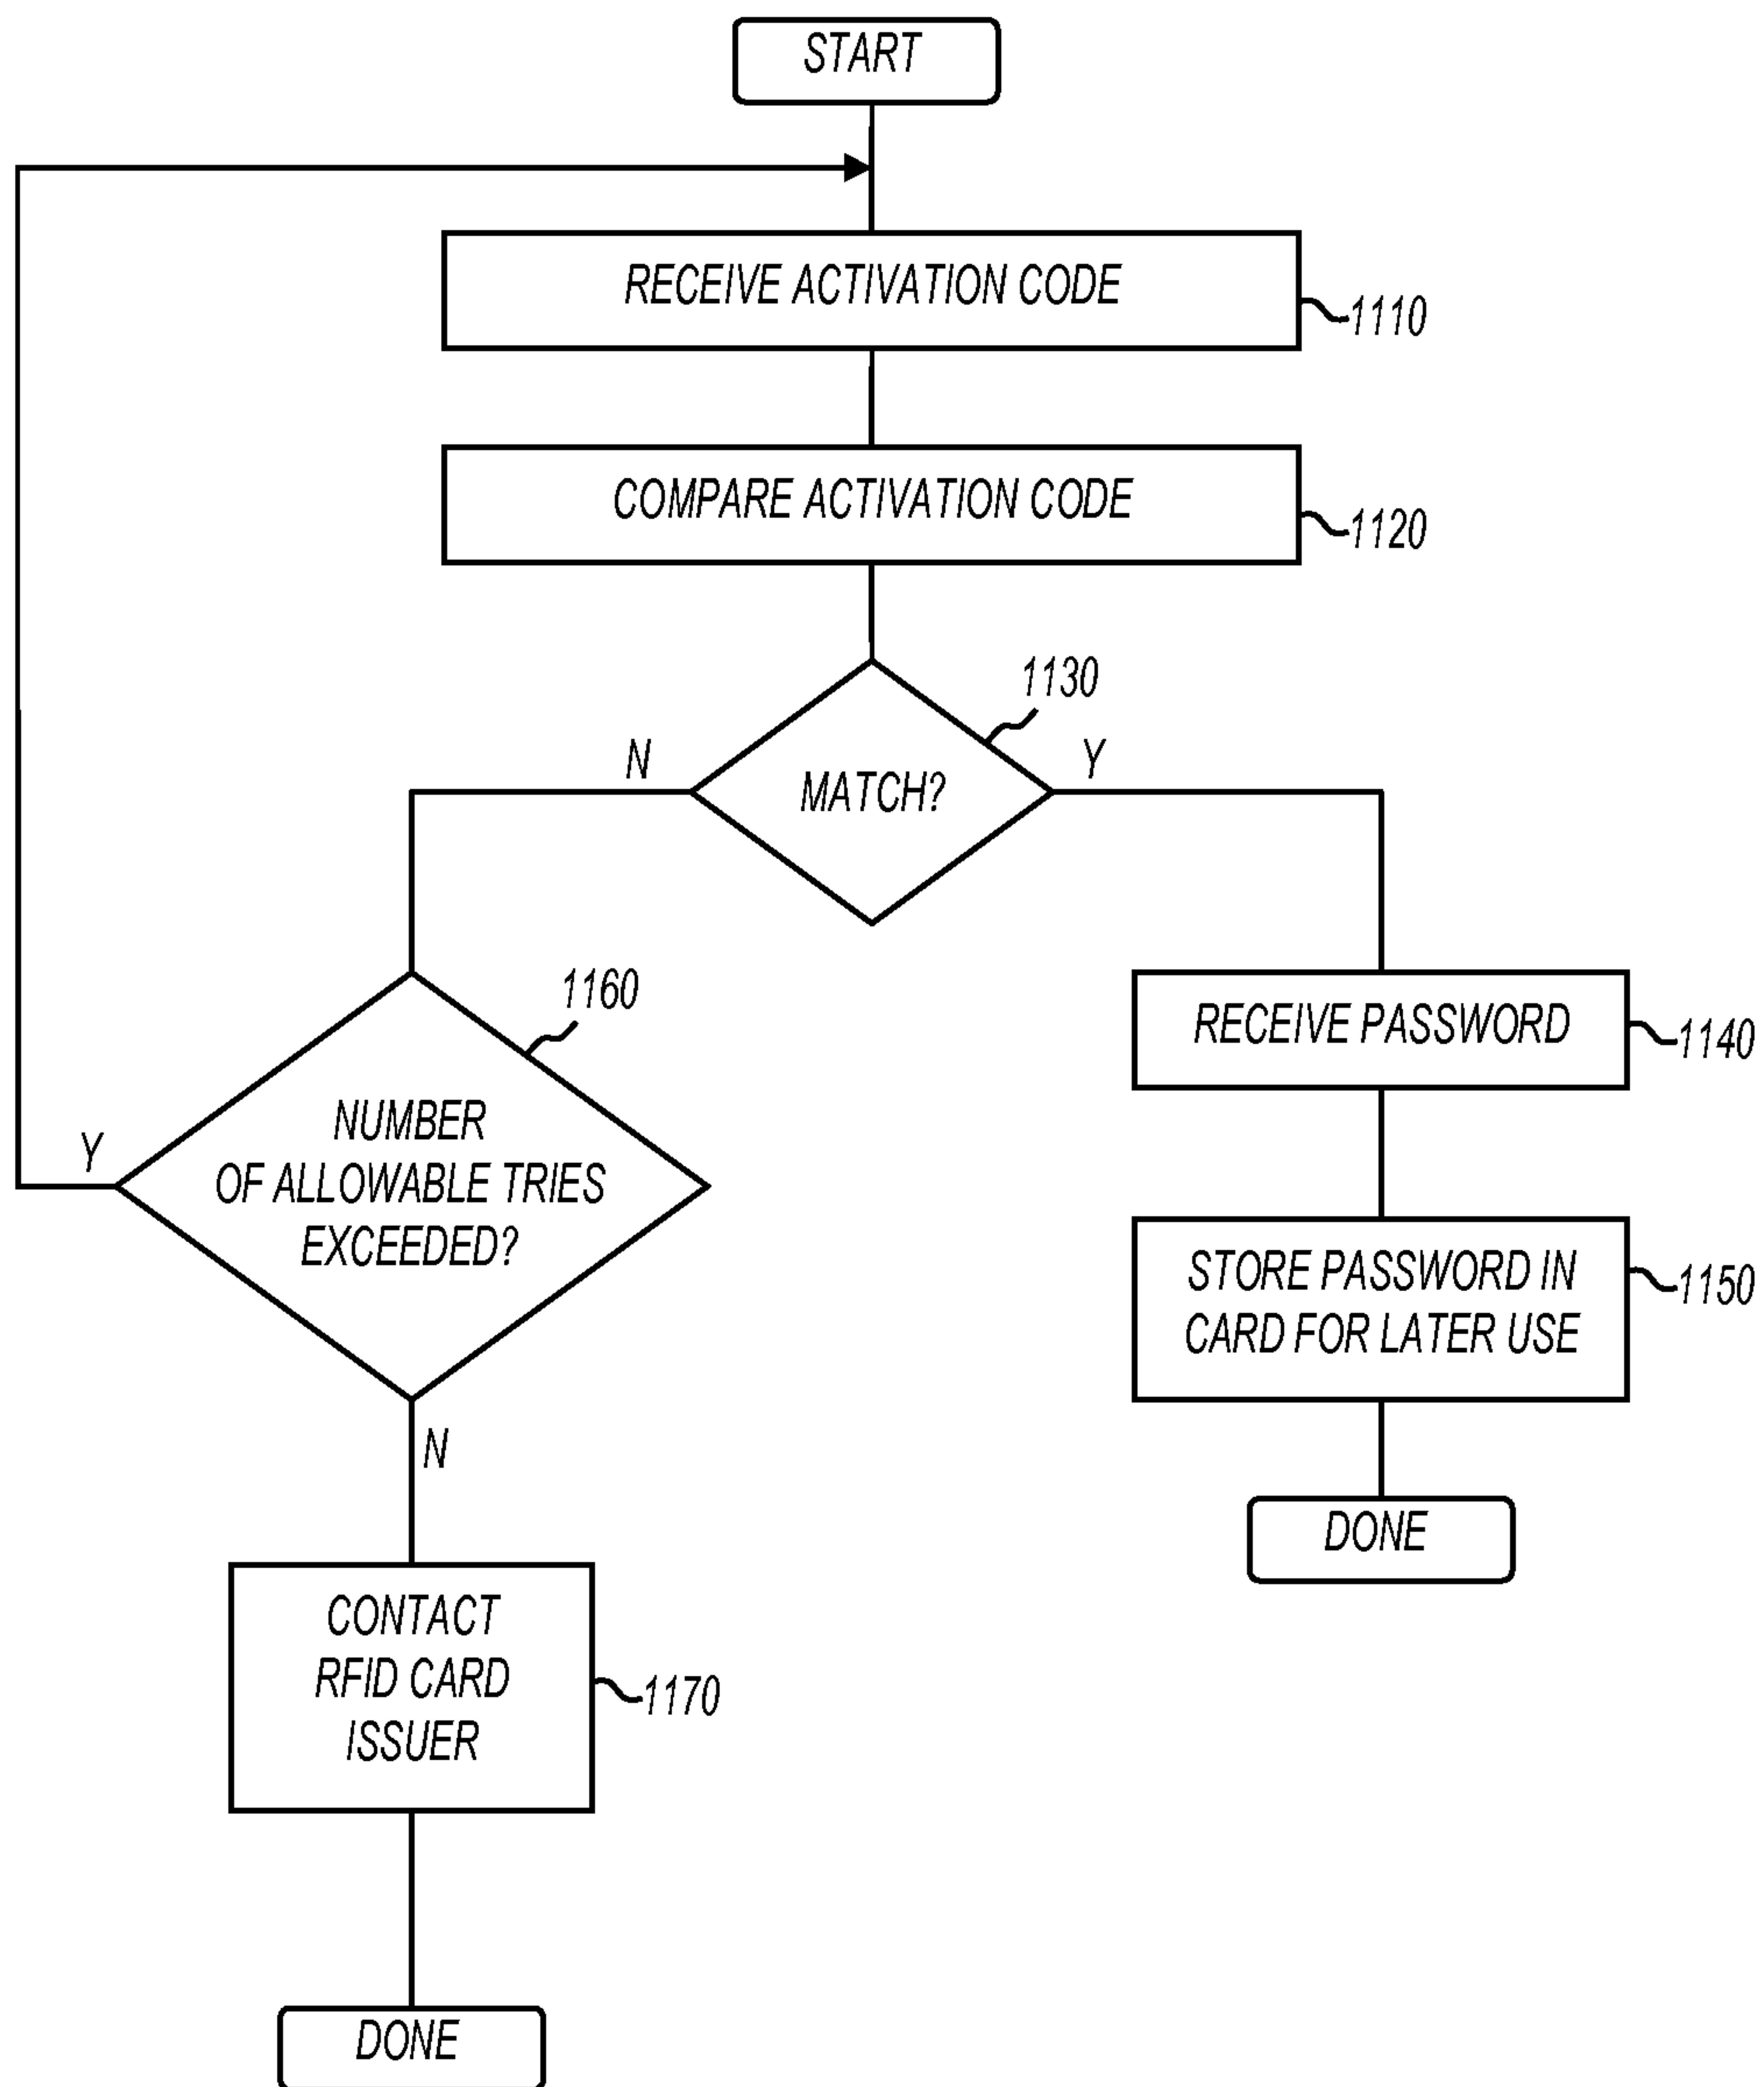 START
RECEIVE ACTIVATION CODE
1110
COMPARE ACTIVATION CODE
1120
1130
N
MATCH?
Y
1160
NUMBER
OF ALLOWABLE TRIES
EXCEEDED?
Y
N
RECEIVE PASSWORD
1140
STORE PASSWORD IN
CARD FOR LATER USE
1150
DONE
CONTACT
RFID CARD
ISSUER
1170
DONE